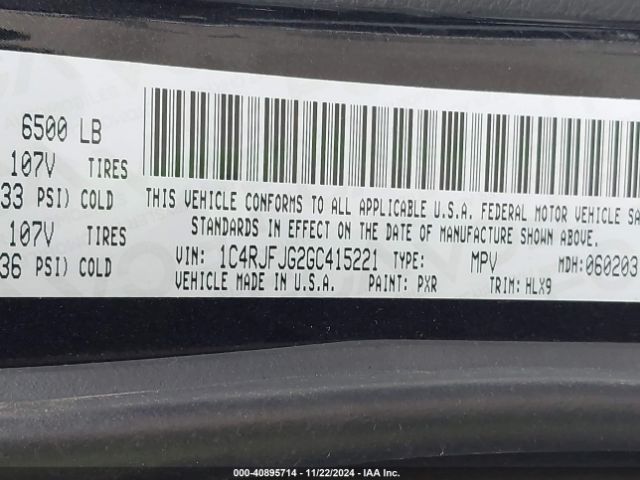 6500 LB
107V TIRES
33 PSI) COLD
107V TIRES
36 PSI) COLD
THIS VEHICLE CONFORMS TO ALL APPLICABLE U.S.A. FEDERAL MOTOR VEHICLE SA
STANDARDS IN EFFECT ON THE DATE OF MANUFACTURE SHOWN ABOVE.
VIN: 1C4RJFJG2GC415221 TYPE: MPV MDH:060203
VEHICLE MADE IN U.S.A. PAINT: PXR TRIM: HLX9
000-40895714 - 11/22/2024 - IAA Inc.